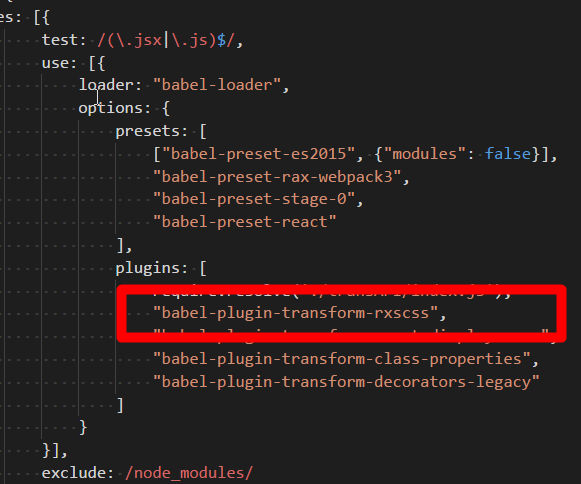 es: [{
test: /(\.jsx|\.js)$/,
use: [{
loader: "babel-loader",
options: {
presets: [
["babel-preset-es2015", {"modules": false}],
"babel-preset-rax-webpack3",
"babel-preset-stage-0",
"babel-preset-react"
],
plugins: [
"babel-plugin-transform-rxscss",
"babel-plugin-transform-class-properties",
"babel-plugin-transform-decorators-legacy"
]
}
}],
exclude: /node_modules/